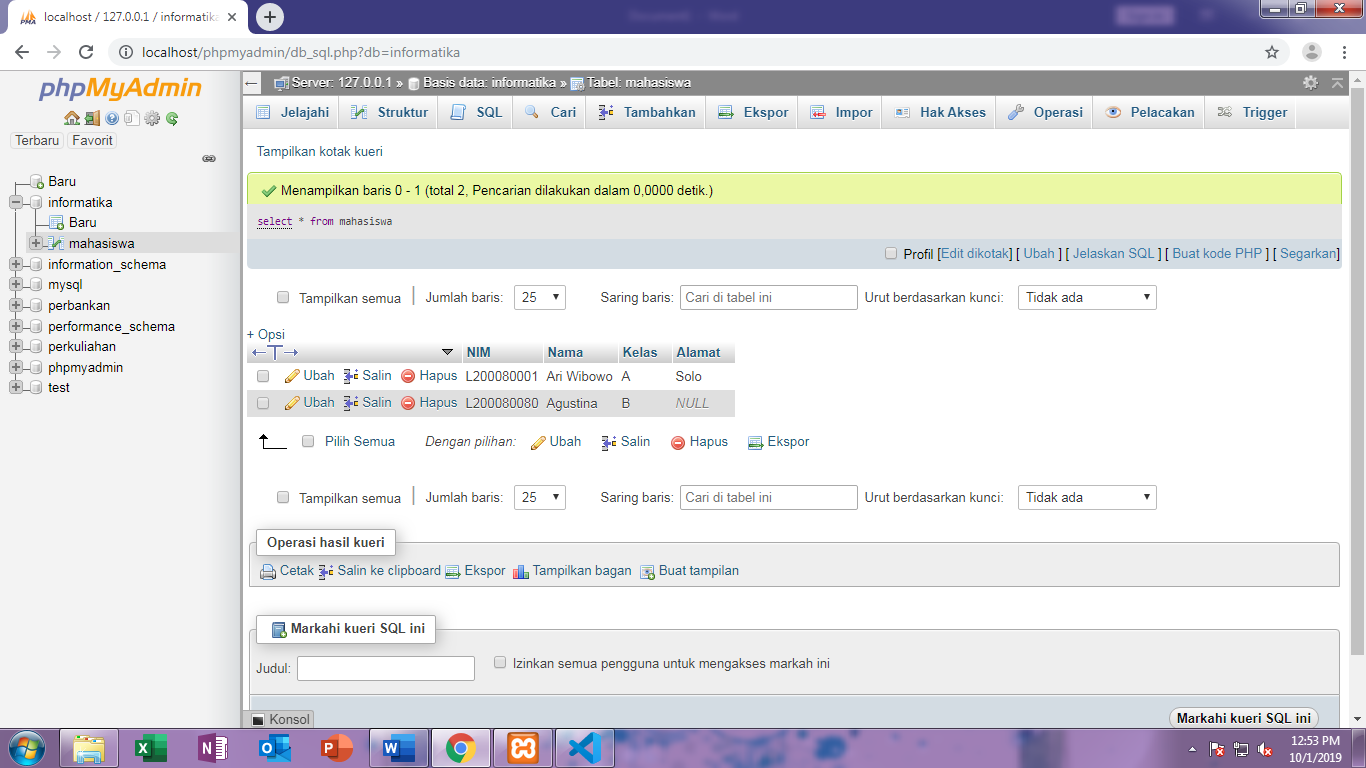 localhost / 127.0.0.1 / informatika
localhost/phpmyadmin/db_sql.php?db=informatika
phpMyAdmin
Terbaru Favorit
Baru
informatika
Baru
mahasiswa
information_schema
mysql
perbankan
performance_schema
perkuliahan
phpmyadmin
test
Server: 127.0.0.1 » Basis data: informatika » Tabel: mahasiswa
Jelajahi Struktur SQL Cari Tambahkan Ekspor Impor Hak Akses Operasi Pelacakan Trigger
Tampilkan kotak kueri
Menampilkan baris 0 - 1 (total 2, Pencarian dilakukan dalam 0,0000 detik.)
select * from mahasiswa
Profil [Edit dikotak] [ Ubah ] [ Jelaskan SQL ] [ Buat kode PHP ] [ Segarkan]
Tampilkan semua | Jumlah baris: 25 Saring baris: Cari di tabel ini Urut berdasarkan kunci: Tidak ada
+ Opsi
←T→ NIM Nama Kelas Alamat
Ubah Salin Hapus L200080001 Ari Wibowo A Solo
Ubah Salin Hapus L200080080 Agustina B NULL
Pilih Semua Dengan pilihan: Ubah Salin Hapus Ekspor
Tampilkan semua | Jumlah baris: 25 Saring baris: Cari di tabel ini Urut berdasarkan kunci: Tidak ada
Operasi hasil kueri
Cetak Salin ke clipboard Ekspor Tampilkan bagan Buat tampilan
Markahi kueri SQL ini
Judul: Izinkan semua pengguna untuk mengakses markah ini
Konsol
Markahi kueri SQL ini
12:53 PM
10/1/2019